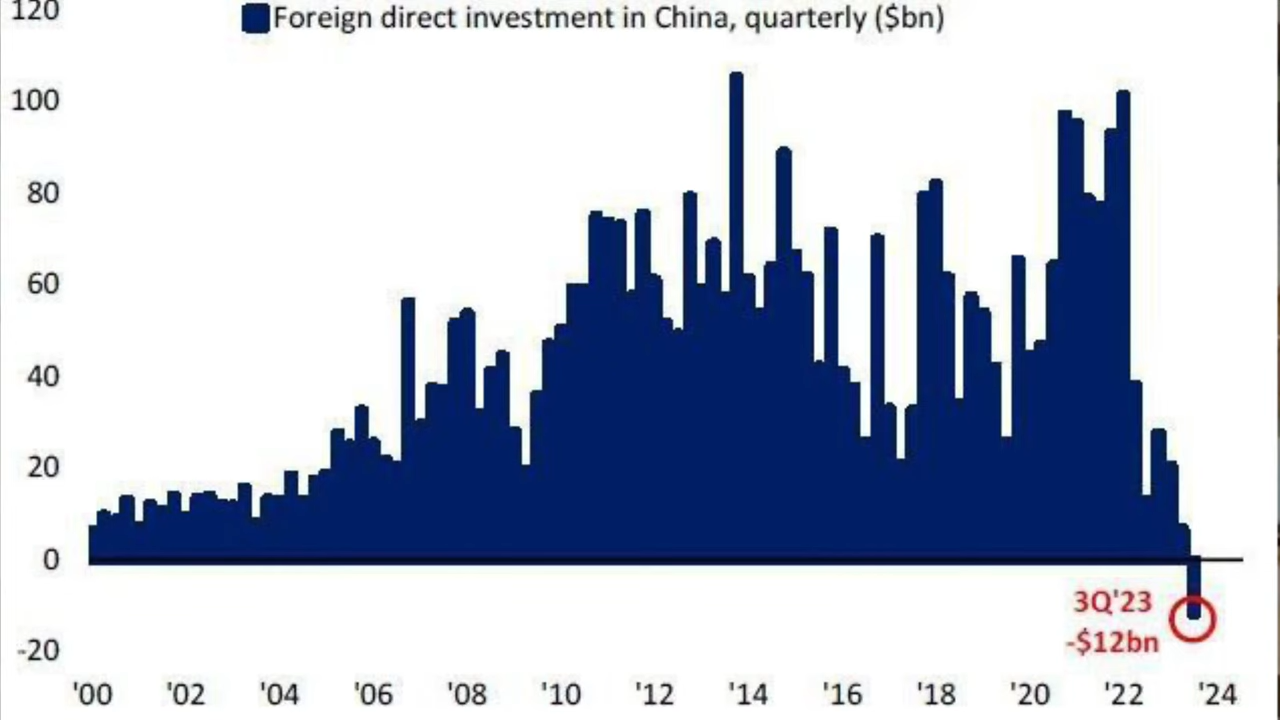 Foreign direct investment in China, quarterly ($bn)
120
100
80
60
40
20
0
-20
3Q'23
-$12bn
'00 '02 '04 '06 '08 '10 '12 '14 '16 '18 '20 '22 '24